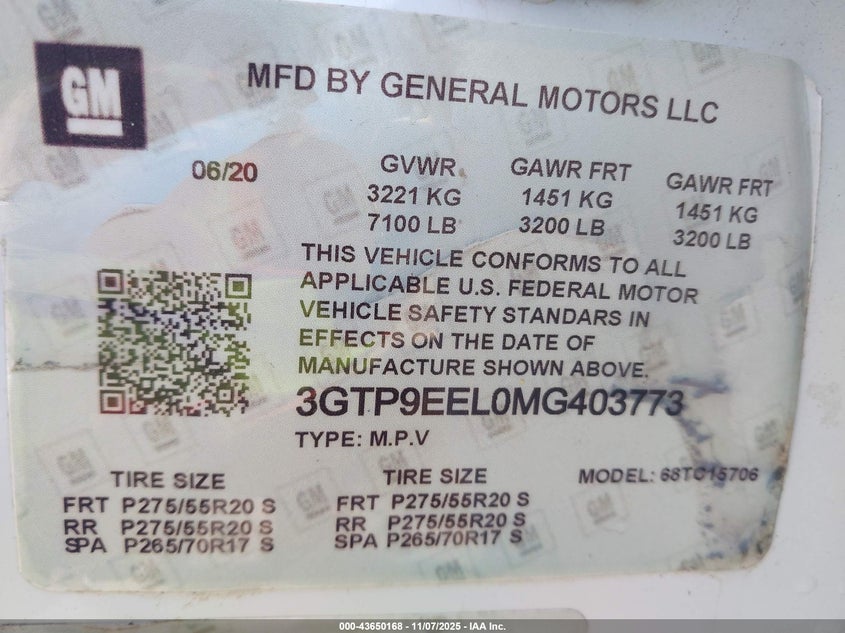 GM
MFD BY GENERAL MOTORS LLC
06/20
GVWR
3221 KG
7100 LB
GAWR FRT
1451 KG
3200 LB
GAWR FRT
1451 KG
3200 LB
THIS VEHICLE CONFORMS TO ALL
APPLICABLE U.S. FEDERAL MOTOR
VEHICLE SAFETY STANDARS IN
EFFECTS ON THE DATE OF
MANUFACTURE SHOWN ABOVE.
3GTP9EEL0MG403773
TYPE: M.P.V
MODEL: 68TC15706
TIRE SIZE
FRT P275/55R20 S
RR P275/55R20 S
SPA P265/70R17 S
TIRE SIZE
FRT P275/55R20 S
RR P275/55R20 S
SPA P265/70R17 S
000-43650168 - 11/07/2025 - IAA Inc.